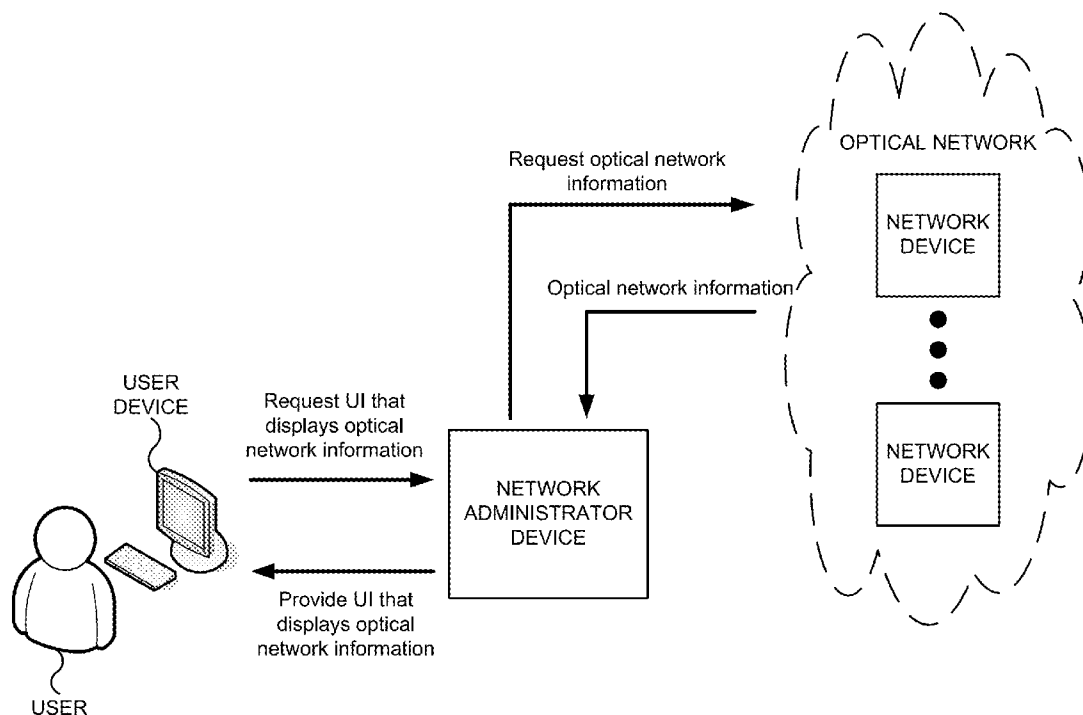 OPTICAL NETWORK
Request optical network
information
NETWORK
DEVICE
Optical network information
USER
DEVICE
Request UI that
displays optical
network information
NETWORK
ADMINISTRATOR
DEVICE
NETWORK
DEVICE
Provide UI that
displays optical
network information
USER